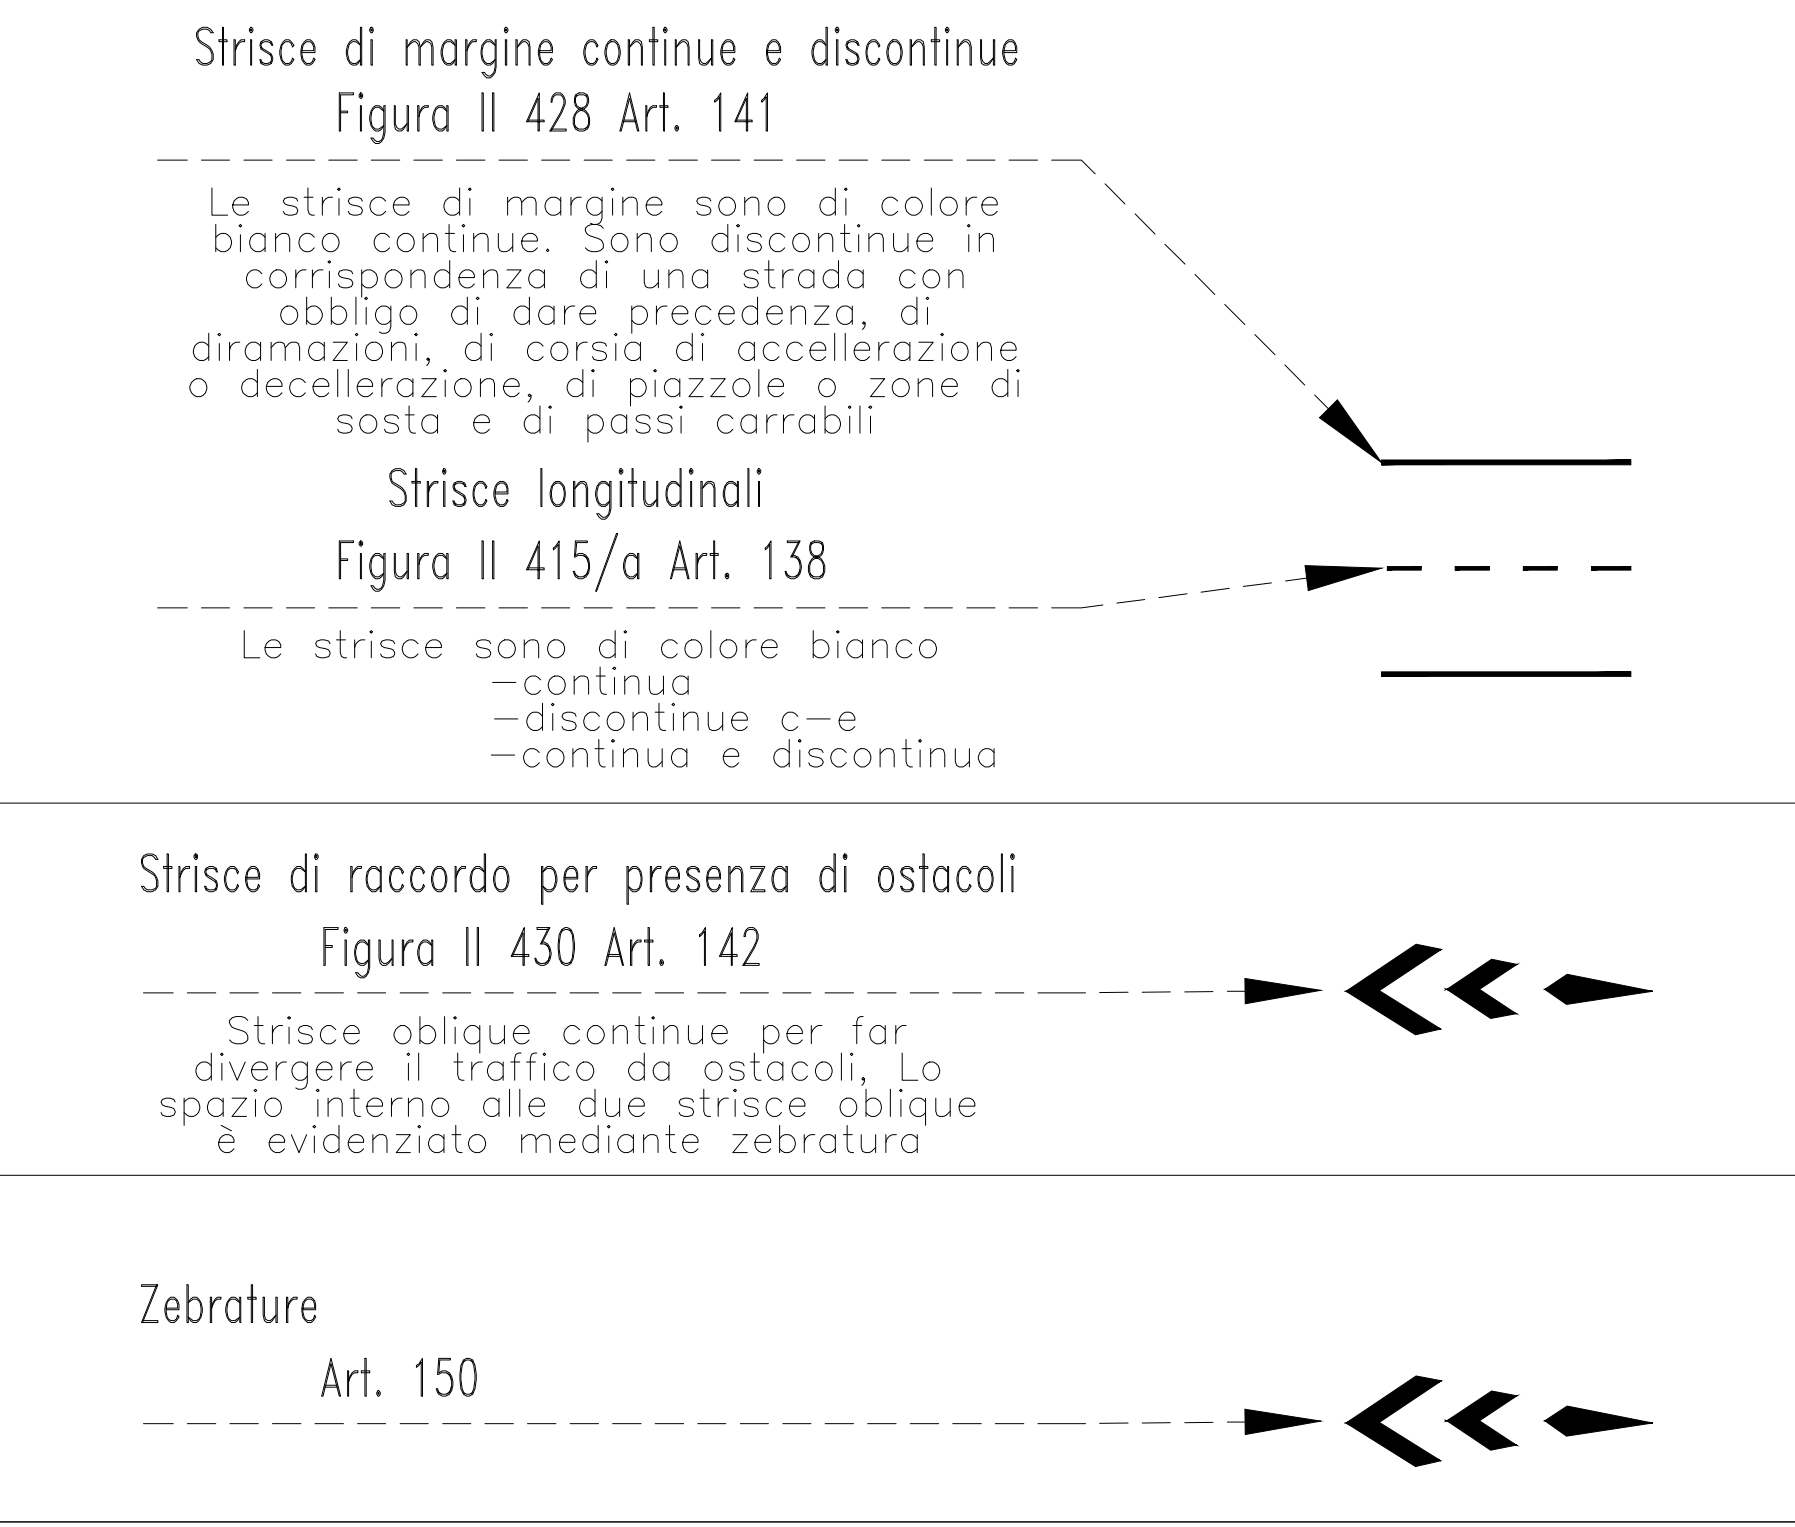 Strisce di margine continue e discontinue
Figura II 428 Art. 141
Le strisce di margine sono di colore
bianco continue. Sono discontinue in
corrispondenza di una strada con
obbligo di dare precedenza, di
diramazioni, di corsia di accellerazione
o decellerazione, di piazzole o zone di
sosta e di passi carrabili
Strisce longitudinali
Figura II 415/a Art. 138
Le strisce sono di colore bianco
-continua
-discontinue c-e
-continua e discontinua
Strisce di raccordo per presenza di ostacoli
Figura II 430 Art. 142
Strisce oblique continue per far
divergere il traffico da ostacoli, Lo
spazio interno alle due strisce oblique
è evidenziato mediante zebratura
Zebrature
Art. 150